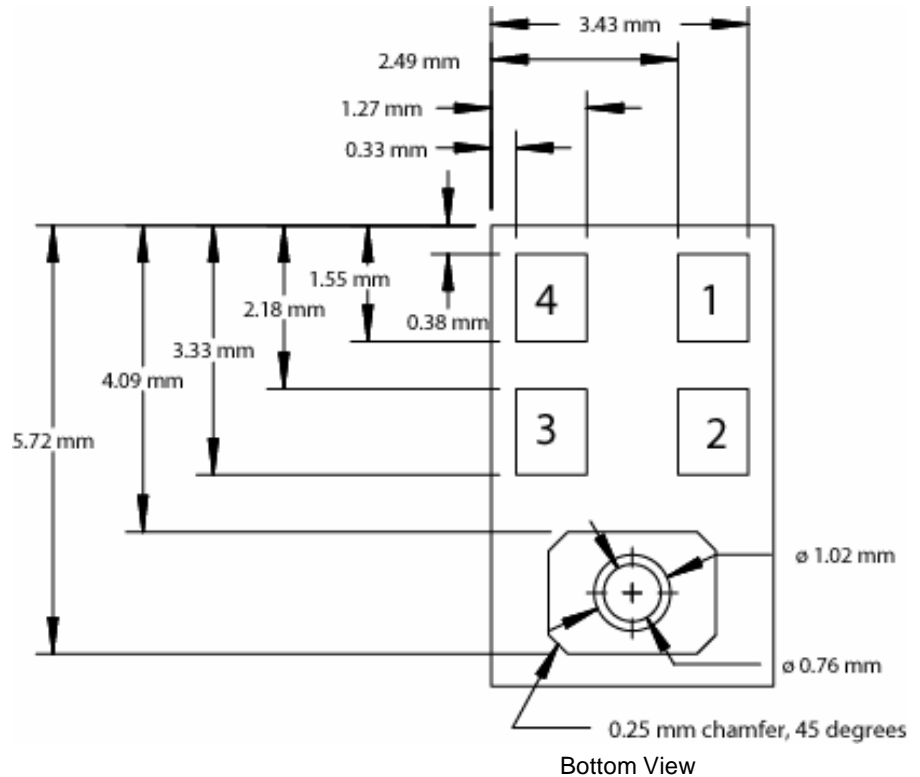 3.43 mm
2.49 mm
1.27 mm
0.33 mm
1.55 mm
4
1
2.18 mm
0.38 mm
3.33 mm
4.09 mm
5.72 mm
3
2
ø 1.02 mm
ø 0.76 mm
0.25 mm chamfer, 45 degrees
Bottom View